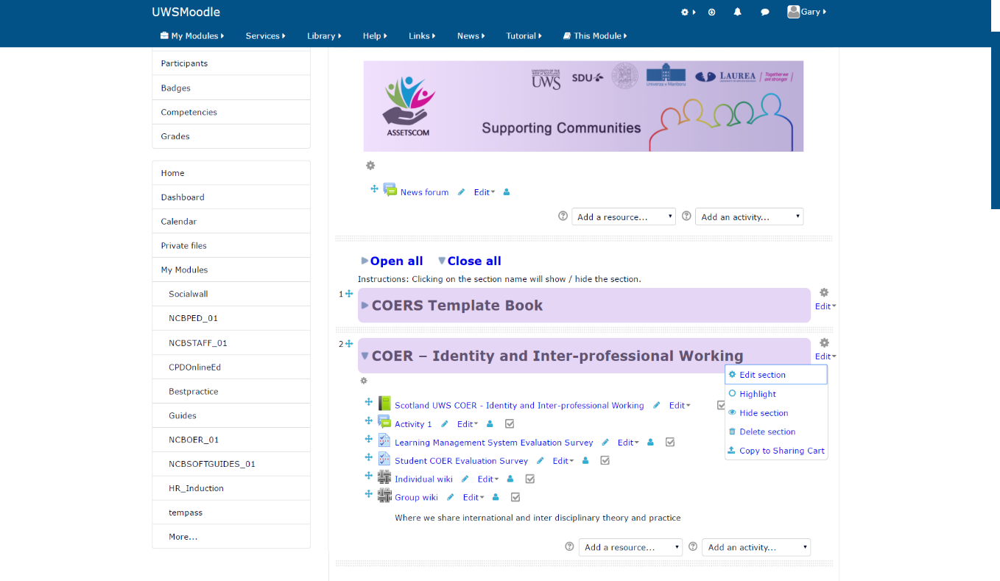 UWSMoodle
Gary
My Modules
Services
Library
Help
Links
News
Tutorial
This Module
Participants
Badges
Competencies
Grades
Home
Dashboard
Calendar
Private files
My Modules
Socialwall
NCBPED_01
NCBSTAFF_01
CPDOnlineEd
Bestpractice
Guides
NCBOER_01
NCBSOFTGUIDES_01
HR_Induction
tempass
More...
ASSETSCOM
UWS
SDU
Univerza v Mariboru
LAUREA
Together we
are stronger
Supporting Communities
News forum Edit
Add a resource... Add an activity...
Open all Close all
Instructions: Clicking on the section name will show / hide the section.
1 COERS Template Book
Edit
2 COER – Identity and Inter-professional Working
Edit
Edit section
Highlight
Hide section
Delete section
Copy to Sharing Cart
Scotland UWS COER - Identity and Inter-professional Working Edit
Activity 1 Edit
Learning Management System Evaluation Survey Edit
Student COER Evaluation Survey Edit
Individual wiki Edit
Group wiki Edit
Where we share international and inter disciplinary theory and practice
Add a resource... Add an activity...